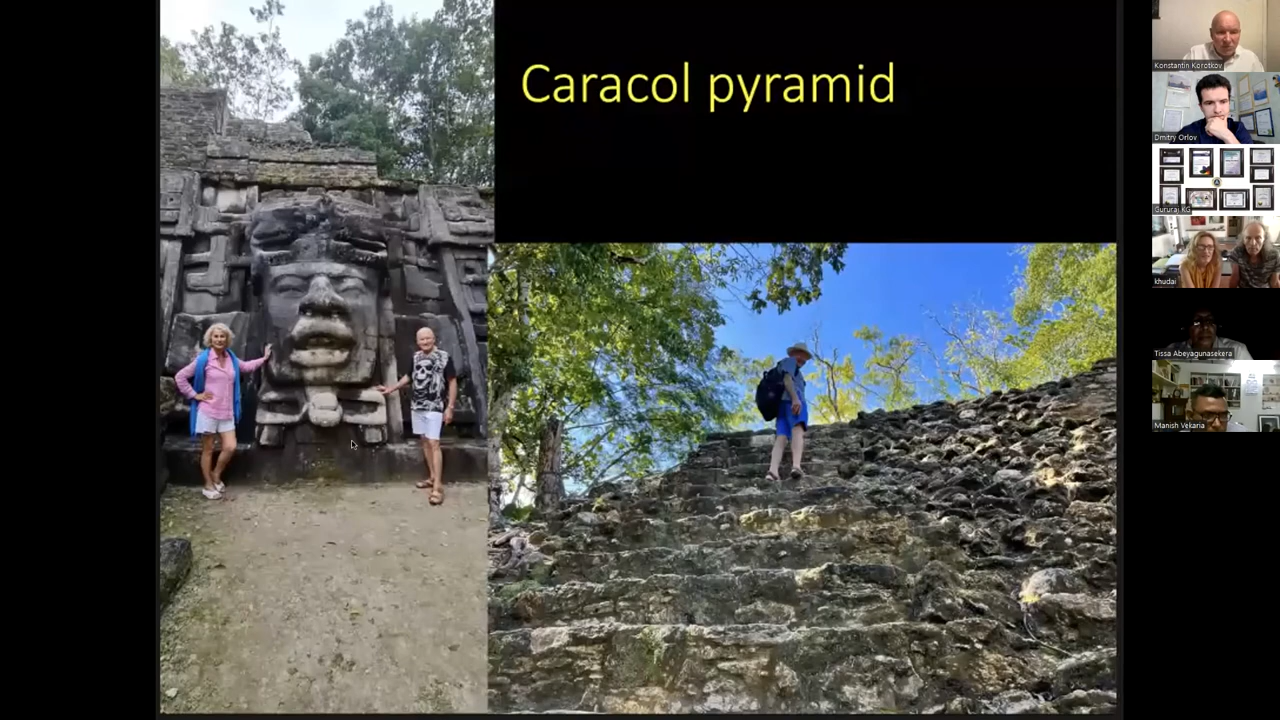 Caracol pyramid
Konstantin Korotkov
Dmitry Orlov
Gururaj KG
khudai
Tissa Abeyagunasekera
Manish Vekaria